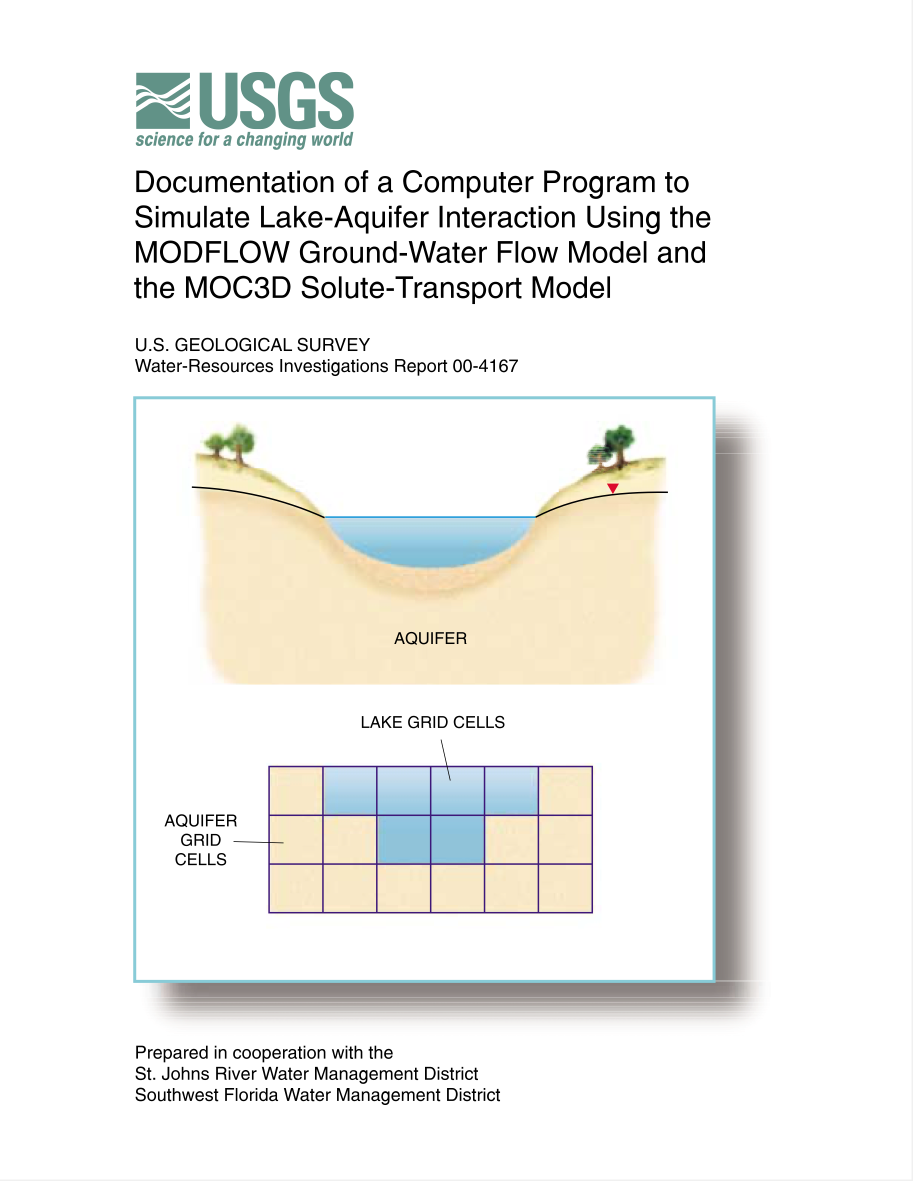 USGS
science for a changing world
Documentation of a Computer Program to
Simulate Lake-Aquifer Interaction Using the
MODFLOW Ground-Water Flow Model and
the MOC3D Solute-Transport Model
U.S. GEOLOGICAL SURVEY
Water-Resources Investigations Report 00-4167
AQUIFER
LAKE GRID CELLS
AQUIFER
GRID
CELLS
Prepared in cooperation with the
St. Johns River Water Management District
Southwest Florida Water Management District